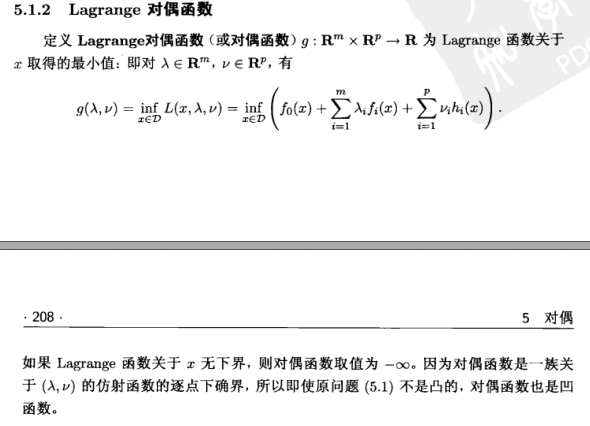 5.1.2 Lagrange 对偶函数
定义 Lagrange对偶函数（或对偶函数）g : R^m × R^p → R 为 Lagrange 函数关于
x 取得的最小值：即对 λ ∈ R^m，ν ∈ R^p，有
g(λ, ν) = inf_{x∈D} L(x, λ, ν) = inf_{x∈D} ( f_0(x) + ∑_{i=1}^{m} λ_i f_i(x) + ∑_{i=1}^{p} ν_i h_i(x) ) .
· 208 · 5 对偶
如果 Lagrange 函数关于 x 无下界，则对偶函数取值为 −∞。因为对偶函数是一族关
于 (λ, ν) 的仿射函数的逐点下确界，所以即使原问题 (5.1) 不是凸的，对偶函数也是凹
函数。